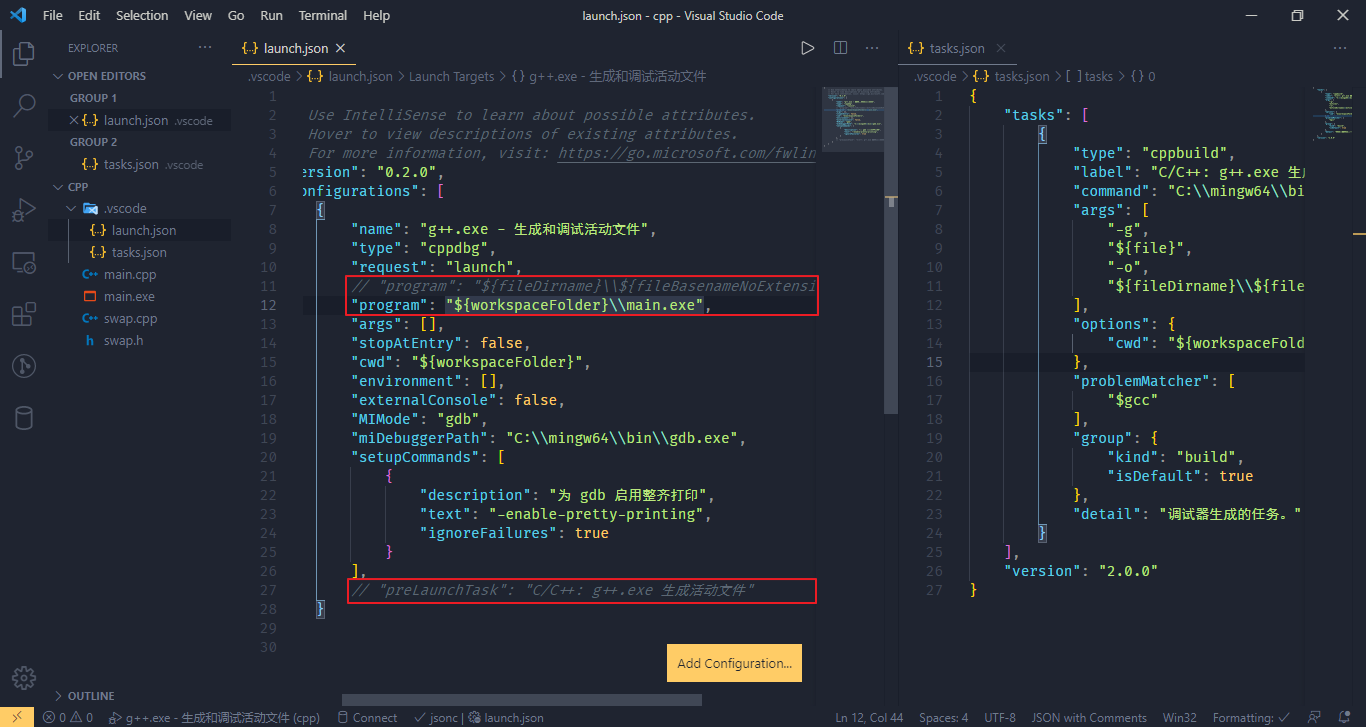 File Edit Selection View Go Run Terminal Help
launch.json - cpp - Visual Studio Code
EXPLORER
OPEN EDITORS
GROUP 1
launch.json .vscode
GROUP 2
tasks.json .vscode
CPP
.vscode
launch.json
tasks.json
main.cpp
main.exe
swap.cpp
swap.h
OUTLINE
launch.json
.vscode > launch.json > Launch Targets > {} g++.exe - 生成和调试活动文件
1
2 Use IntelliSense to learn about possible attributes.
3 Hover to view descriptions of existing attributes.
4 For more information, visit: https://go.microsoft.com/fwlin
5 ersion": "0.2.0",
6 onfigurations": [
7 {
8 "name": "g++.exe - 生成和调试活动文件",
9 "type": "cppdbg",
10 "request": "launch",
11 // "program": "${fileDirname}\\${fileBasenameNoExtensi
12 "program": "${workspaceFolder}\\main.exe",
13 "args": [],
14 "stopAtEntry": false,
15 "cwd": "${workspaceFolder}",
16 "environment": [],
17 "externalConsole": false,
18 "MIMode": "gdb",
19 "miDebuggerPath": "C:\\mingw64\\bin\\gdb.exe",
20 "setupCommands": [
21 {
22 "description": "为 gdb 启用整齐打印",
23 "text": "-enable-pretty-printing",
24 "ignoreFailures": true
25 }
26 ],
27 // "preLaunchTask": "C/C++: g++.exe 生成活动文件"
28 }
29
30
Add Configuration...
tasks.json
.vscode > tasks.json > [ ] tasks > {} 0
1 {
2 "tasks": [
3 {
4 "type": "cppbuild",
5 "label": "C/C++: g++.exe 生
6 "command": "C:\\mingw64\\bi
7 "args": [
8 "-g",
9 "${file}",
10 "-o",
11 "${fileDirname}\\${file
12 ],
13 "options": {
14 "cwd": "${workspaceFold
15 },
16 "problemMatcher": [
17 "$gcc"
18 ],
19 "group": {
20 "kind": "build",
21 "isDefault": true
22 },
23 "detail": "调试器生成的任务。"
24 }
25 ],
26 "version": "2.0.0"
27 }
0 0 g++.exe - 生成和调试活动文件 (cpp) Connect jsonc | launch.json Ln 12, Col 44 Spaces: 4 UTF-8 JSON with Comments Win32 Formatting: ✓